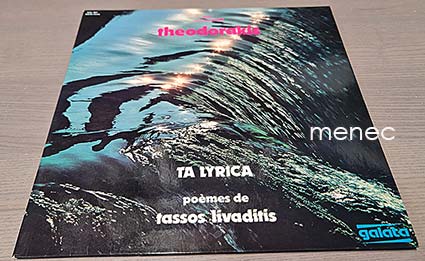 theodorakis
menec
TA LYRICA
poèmes de
tassos livaditis
galata